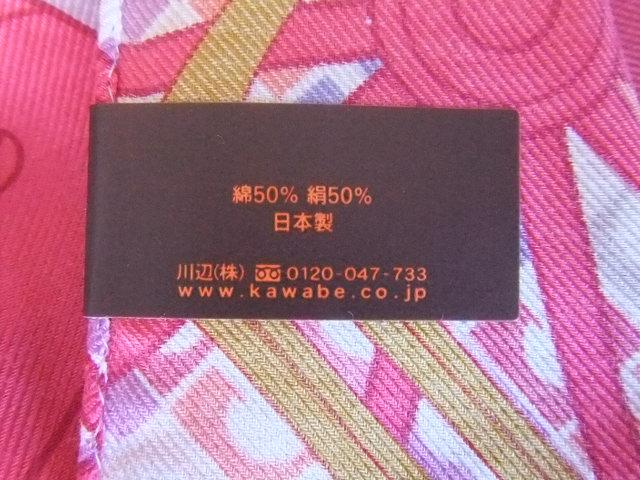 綿50% 絹50%
日本製
川辺(株) 0120-047-733
www.kawabe.co.jp